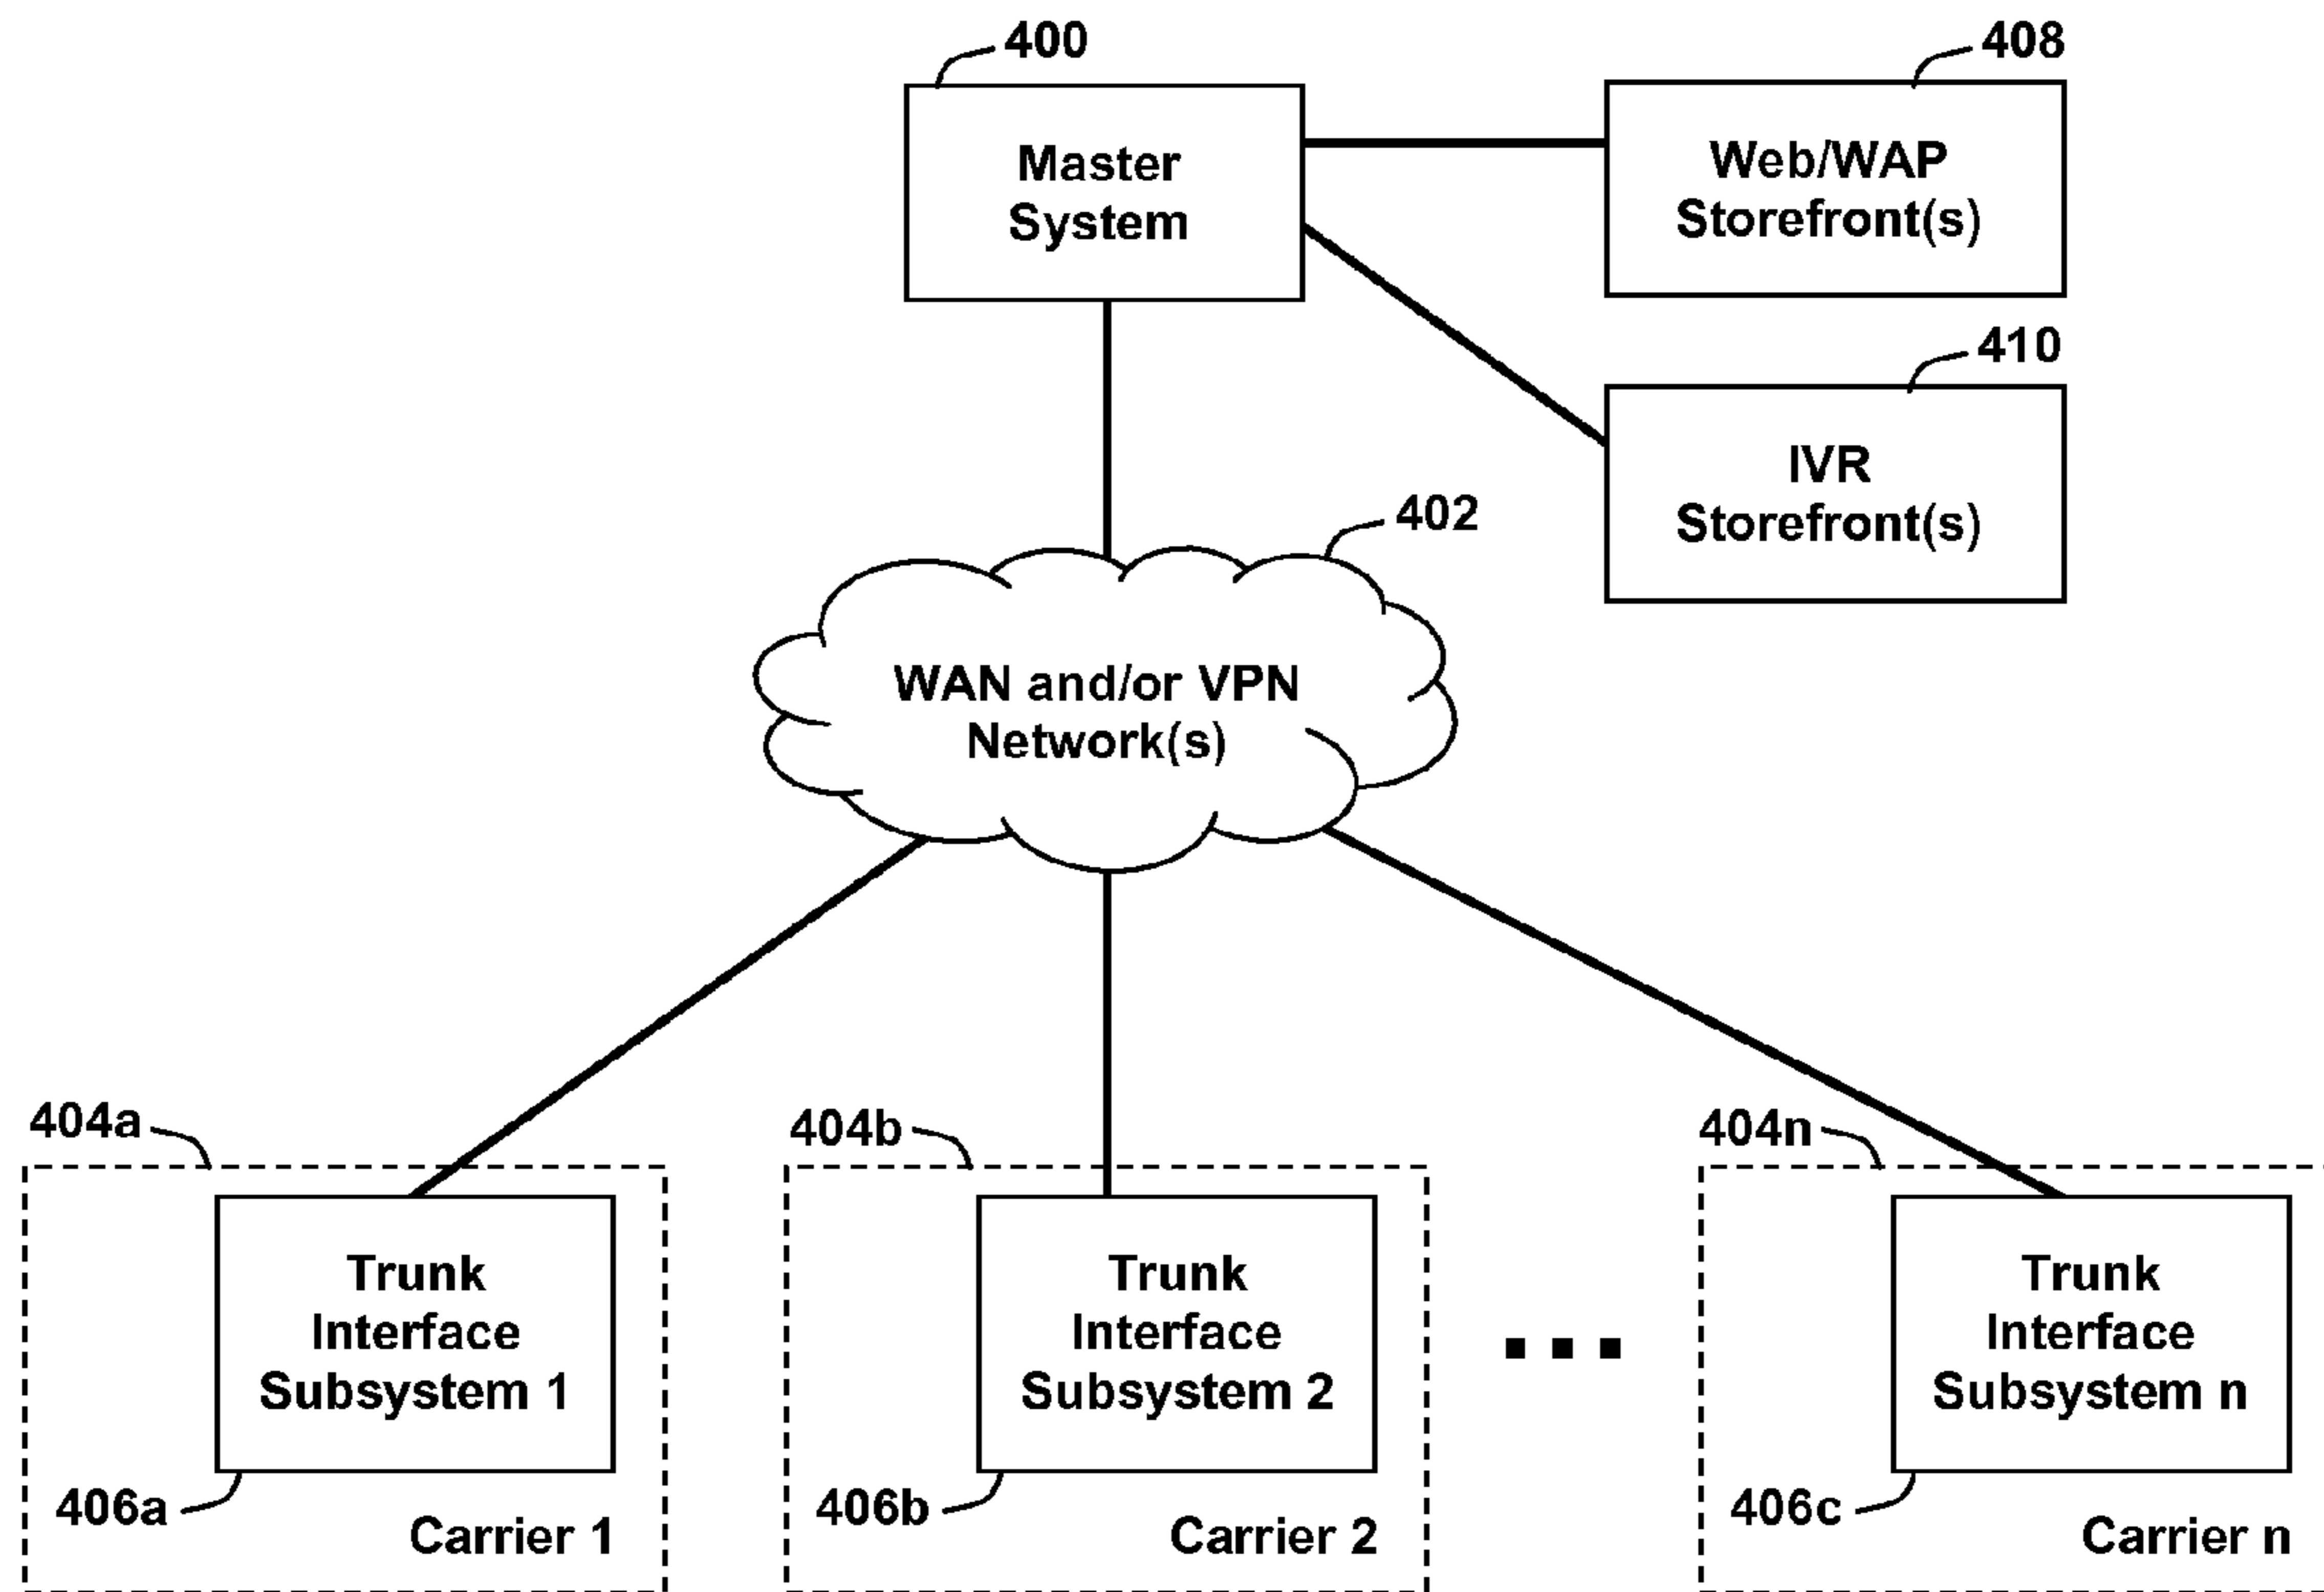 400
408
Master
System
Web/WAP
Storefront(s)
410
IVR
Storefront(s)
402
WAN and/or VPN
Network(s)
404a
404b
404n
Trunk
Interface
Subsystem 1
Trunk
Interface
Subsystem 2
Trunk
Interface
Subsystem n
406a
Carrier 1
406b
Carrier 2
406c
Carrier n